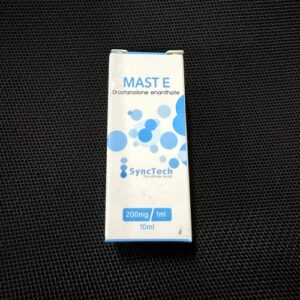 MAST E
Drostanolone enanthate
SyncTech
200mg/1ml
10ml